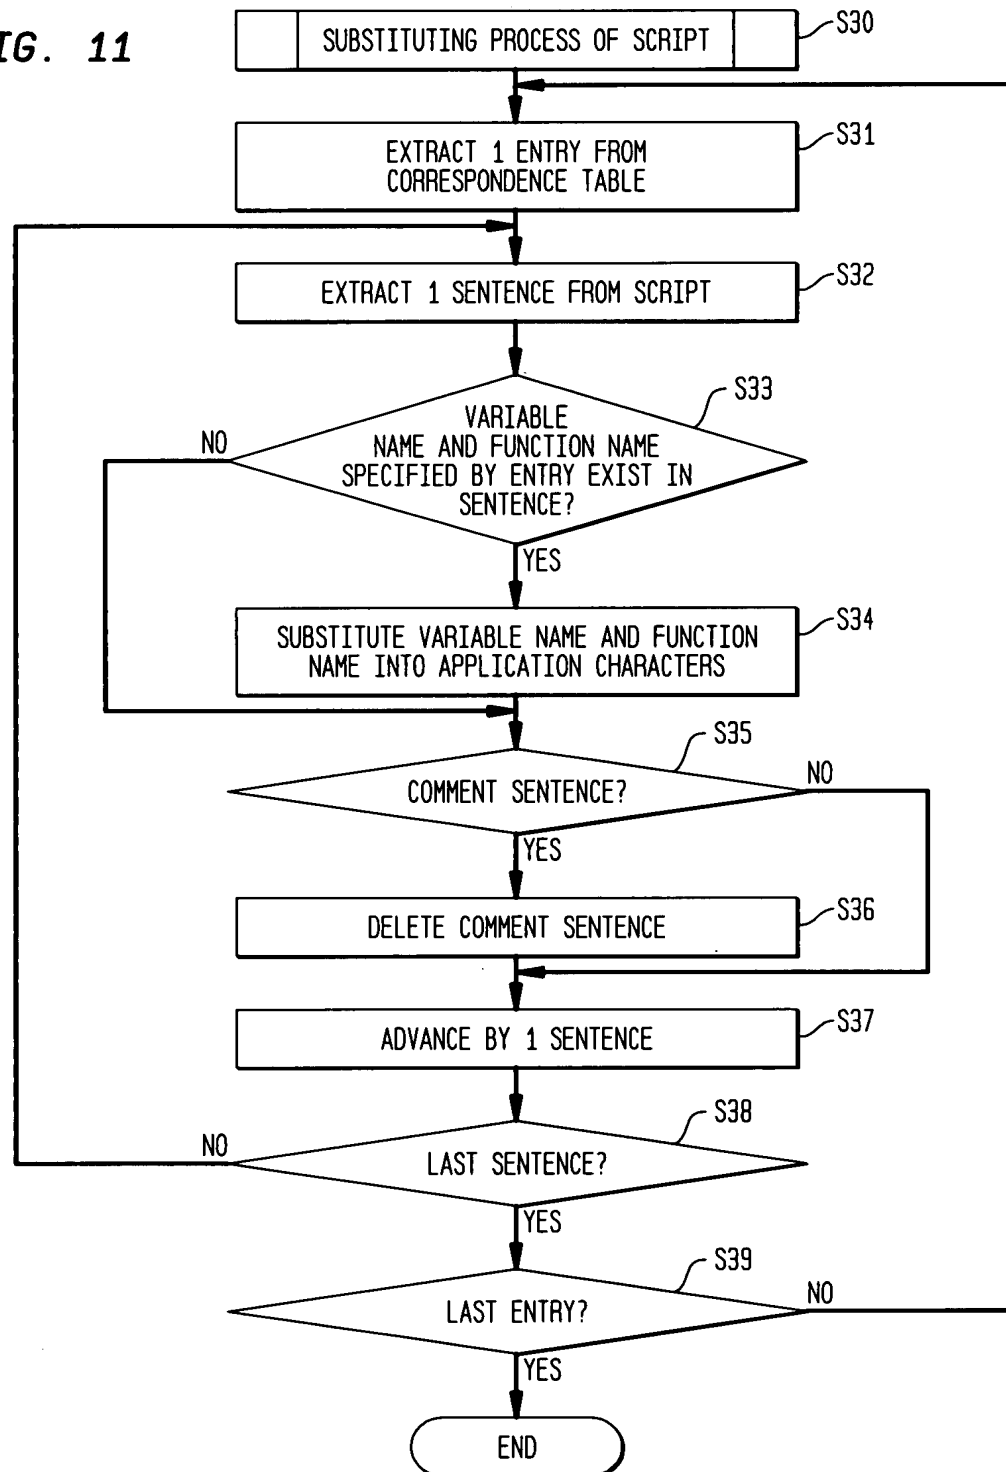 IG. 11
SUBSTITUTING PROCESS OF SCRIPT
S30
EXTRACT 1 ENTRY FROM
CORRESPONDENCE TABLE
S31
EXTRACT 1 SENTENCE FROM SCRIPT
S32
VARIABLE
NAME AND FUNCTION NAME
SPECIFIED BY ENTRY EXIST IN
SENTENCE?
S33
NO
YES
SUBSTITUTE VARIABLE NAME AND FUNCTION
NAME INTO APPLICATION CHARACTERS
S34
COMMENT SENTENCE?
S35
NO
YES
DELETE COMMENT SENTENCE
S36
ADVANCE BY 1 SENTENCE
S37
LAST SENTENCE?
S38
NO
YES
LAST ENTRY?
S39
NO
YES
END